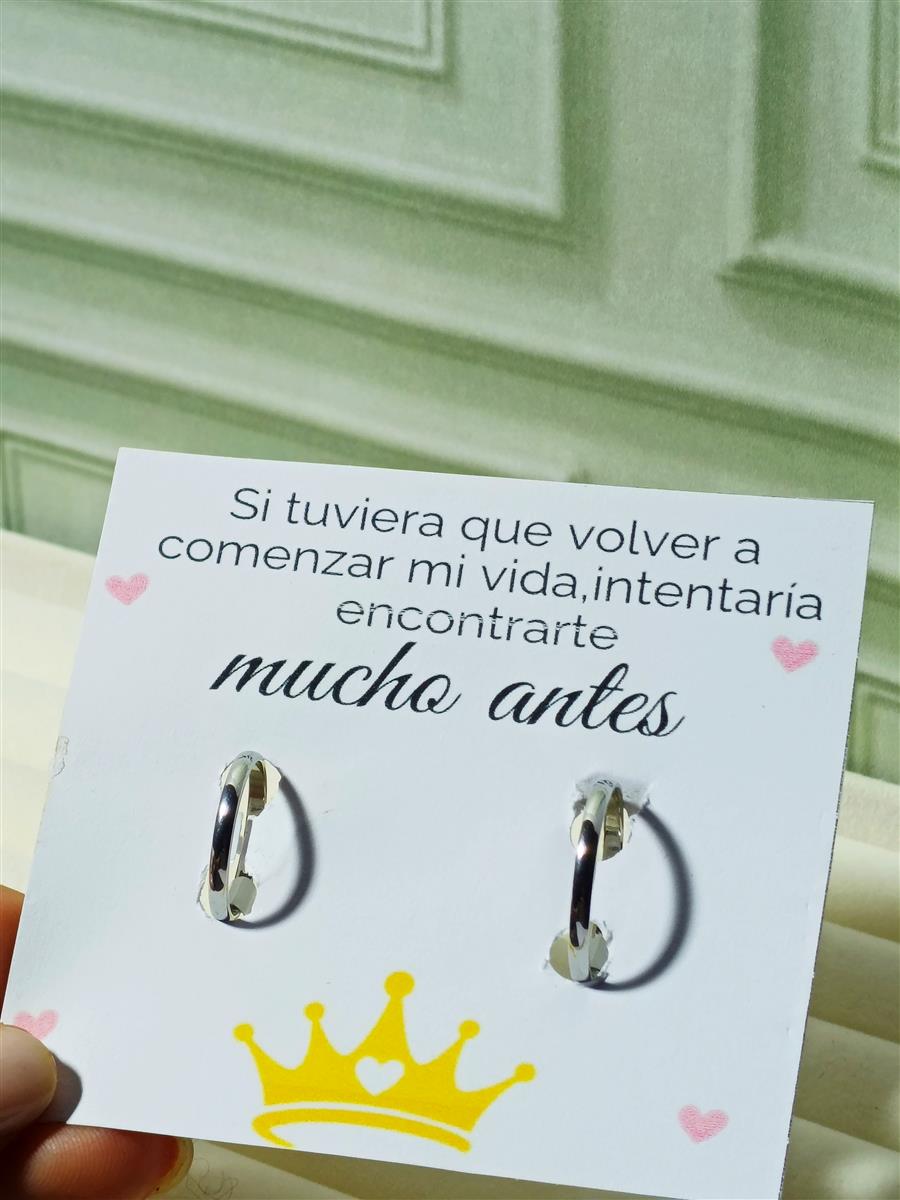 Si tuviera que volver a
comenzar mi vida,intentaría
encontrarte
mucho antes